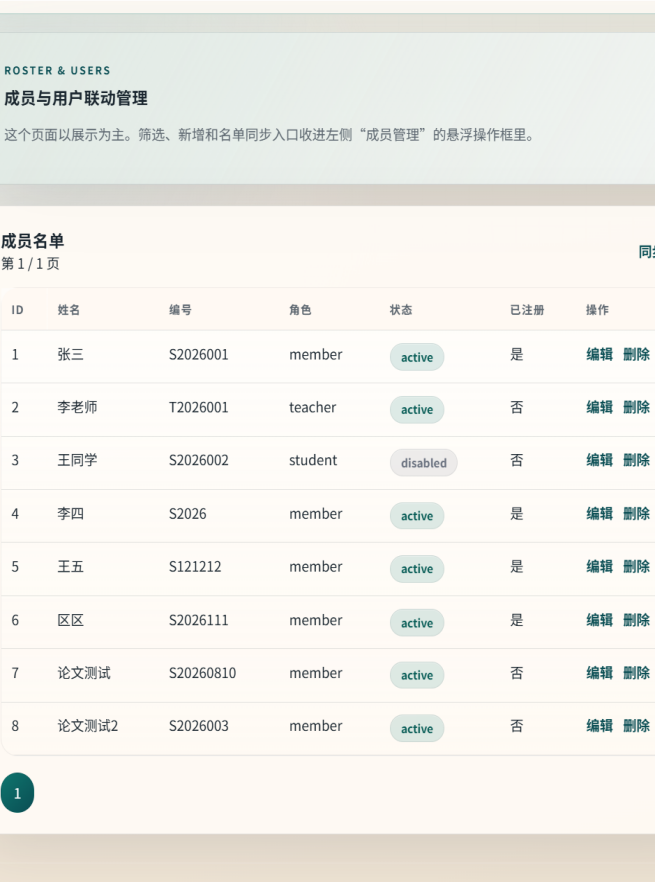 ROSTER & USERS
成员与用户联动管理
这个页面以展示为主。筛选、新增和名单同步入口收进左侧“成员管理”的悬浮操作框里。
成员名单
第 1 / 1 页
同
ID 姓名 编号 角色 状态 已注册 操作
1 张三 S2026001 member active 是 编辑 删除
2 李老师 T2026001 teacher active 否 编辑 删除
3 王同学 S2026002 student disabled 否 编辑 删除
4 李四 S2026 member active 是 编辑 删除
5 王五 S121212 member active 是 编辑 删除
6 区区 S2026111 member active 是 编辑 删除
7 论文测试 S20260810 member active 否 编辑 删除
8 论文测试2 S2026003 member active 否 编辑 删除
1